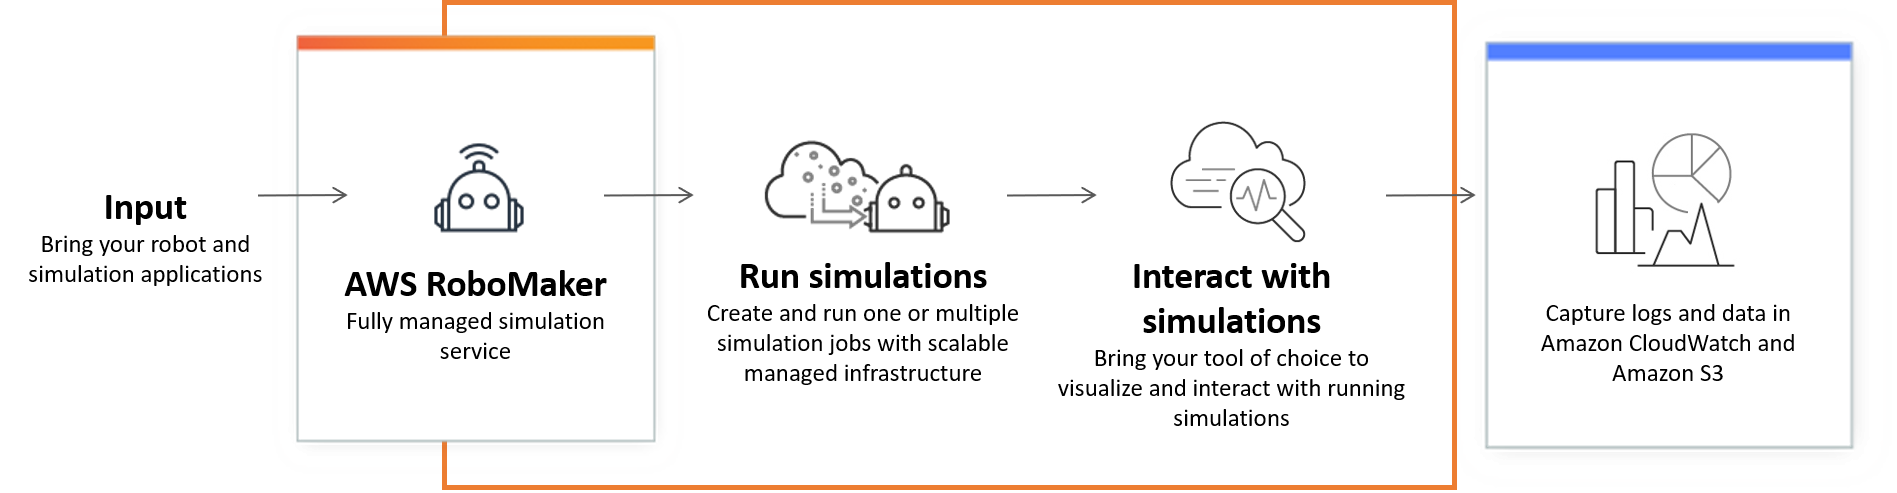 Input
Bring your robot and
simulation applications
AWS RoboMaker
Fully managed simulation
service
Run simulations
Create and run one or multiple
simulation jobs with scalable
managed infrastructure
Interact with
simulations
Bring your tool of choice to
visualize and interact with running
simulations
Capture logs and data in
Amazon CloudWatch and
Amazon S3